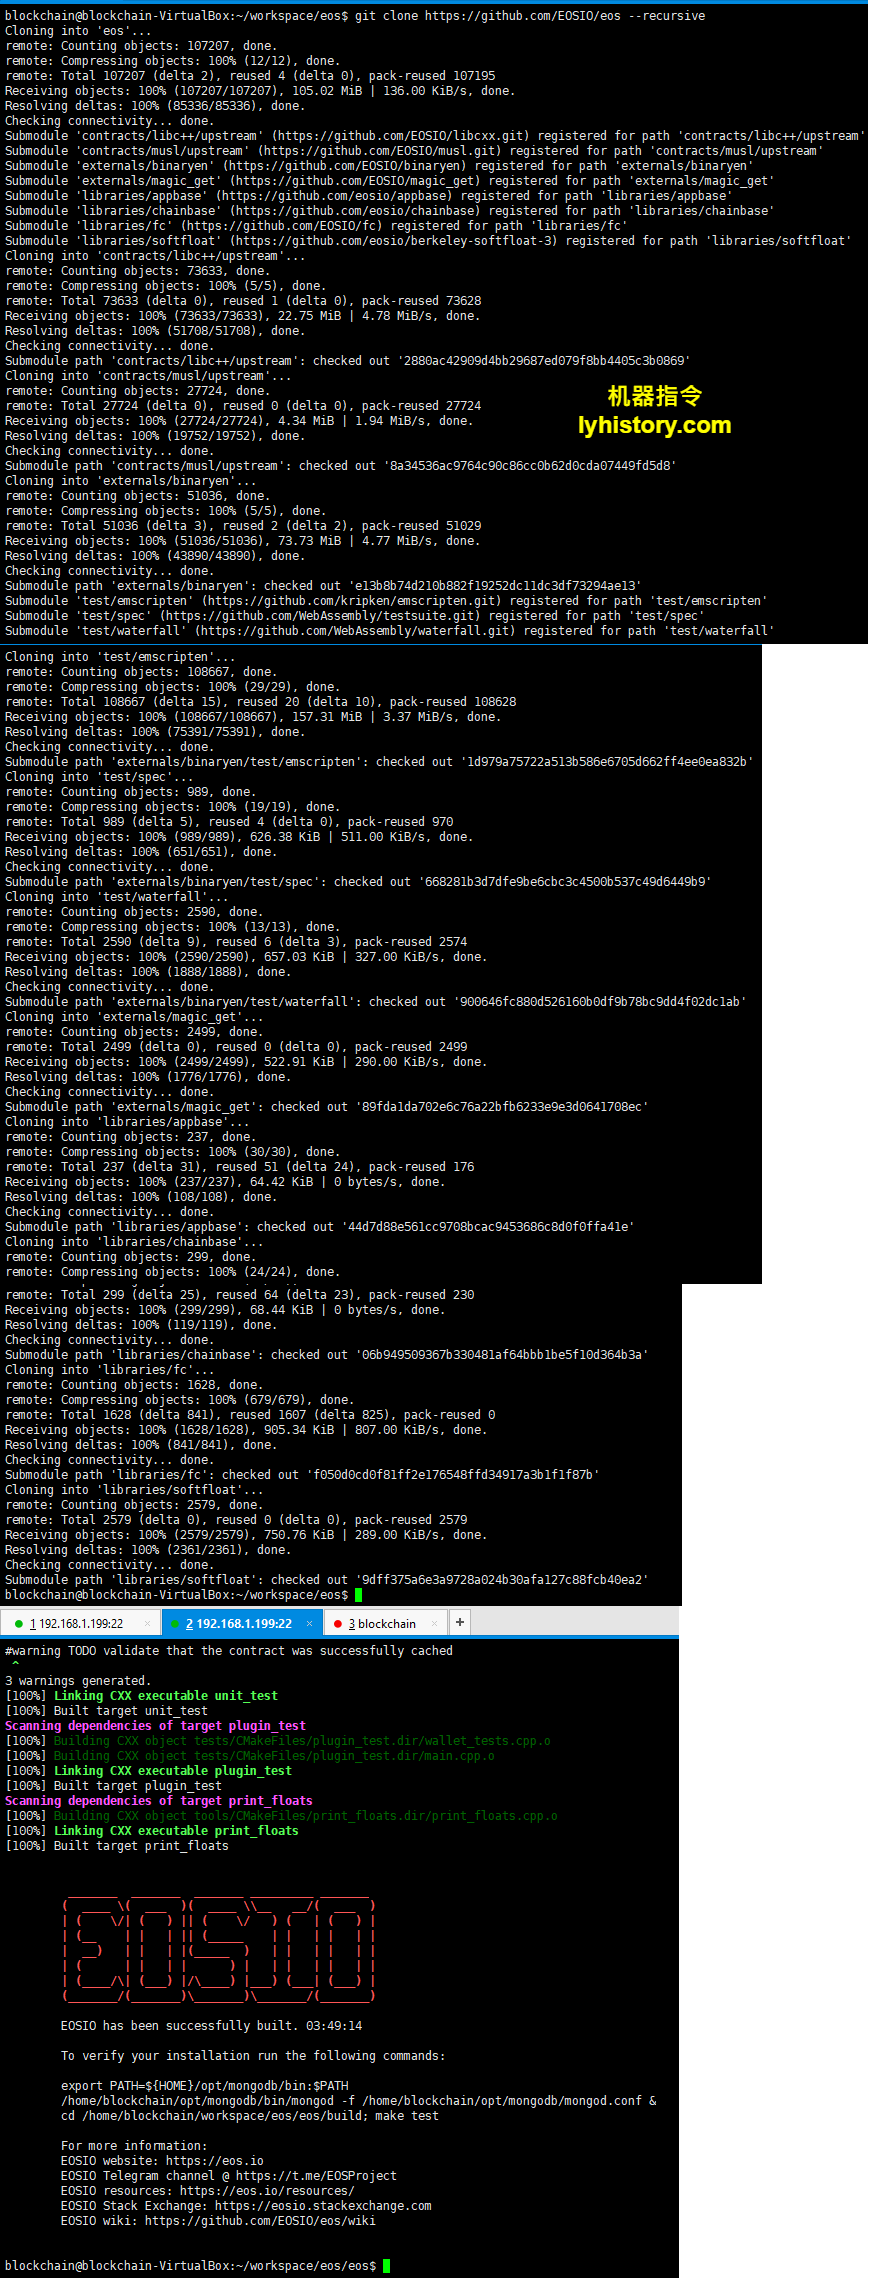 blockchain@blockchain-VirtualBox:~/workspace/eos$ git clone https://github.com/EOSIO/eos --recursive
Cloning into 'eos'...
remote: Counting objects: 107207, done.
remote: Compressing objects: 100% (12/12), done.
remote: Total 107207 (delta 2), reused 4 (delta 0), pack-reused 107195
Receiving objects: 100% (107207/107207), 105.02 MiB | 136.00 KiB/s, done.
Resolving deltas: 100% (85336/85336), done.
Checking connectivity... done.
Submodule 'contracts/libc++/upstream' (https://github.com/EOSIO/libcxx.git) registered for path 'contracts/libc++/upstream'
Submodule 'contracts/musl/upstream' (https://github.com/EOSIO/musl.git) registered for path 'contracts/musl/upstream'
Submodule 'externals/binaryen' (https://github.com/EOSIO/binaryen) registered for path 'externals/binaryen'
Submodule 'externals/magic_get' (https://github.com/EOSIO/magic_get) registered for path 'externals/magic_get'
Submodule 'libraries/appbase' (https://github.com/eosio/appbase) registered for path 'libraries/appbase'
Submodule 'libraries/chainbase' (https://github.com/eosio/chainbase) registered for path 'libraries/chainbase'
Submodule 'libraries/fc' (https://github.com/EOSIO/fc) registered for path 'libraries/fc'
Submodule 'libraries/softfloat' (https://github.com/eosio/berkeley-softfloat-3) registered for path 'libraries/softfloat'
Cloning into 'contracts/libc++/upstream'...
remote: Counting objects: 73633, done.
remote: Compressing objects: 100% (5/5), done.
remote: Total 73633 (delta 0), reused 1 (delta 0), pack-reused 73628
Receiving objects: 100% (73633/73633), 22.75 MiB | 4.78 MiB/s, done.
Resolving deltas: 100% (51708/51708), done.
Checking connectivity... done.
Submodule path 'contracts/libc++/upstream': checked out '2880ac42909d4bb29687ed079f8bb4405c3b0869'
Cloning into 'contracts/musl/upstream'...
remote: Counting objects: 27724, done.
remote: Total 27724 (delta 0), reused 0 (delta 0), pack-reused 27724
Receiving objects: 100% (27724/27724), 4.34 MiB | 1.94 MiB/s, done.
Resolving deltas: 100% (19752/19752), done.
Checking connectivity... done.
机器指令
lyhistory.com
Submodule path 'contracts/musl/upstream': checked out '8a34536ac9764c90c86cc0b62d0cda07449fd5d8'
Cloning into 'externals/binaryen'...
remote: Counting objects: 51036, done.
remote: Compressing objects: 100% (5/5), done.
remote: Total 51036 (delta 3), reused 2 (delta 2), pack-reused 51029
Receiving objects: 100% (51036/51036), 73.73 MiB | 4.77 MiB/s, done.
Resolving deltas: 100% (43890/43890), done.
Checking connectivity... done.
Submodule path 'externals/binaryen': checked out 'e13b8b74d210b882f19252dc11dc3df73294ae13'
Submodule 'test/emscripten' (https://github.com/kripken/emscripten.git) registered for path 'test/emscripten'
Submodule 'test/spec' (https://github.com/WebAssembly/testsuite.git) registered for path 'test/spec'
Submodule 'test/waterfall' (https://github.com/WebAssembly/waterfall.git) registered for path 'test/waterfall'
Cloning into 'test/emscripten'...
remote: Counting objects: 108667, done.
remote: Compressing objects: 100% (29/29), done.
remote: Total 108667 (delta 15), reused 20 (delta 10), pack-reused 108628
Receiving objects: 100% (108667/108667), 157.31 MiB | 3.37 MiB/s, done.
Resolving deltas: 100% (75391/75391), done.
Checking connectivity... done.
Submodule path 'externals/binaryen/test/emscripten': checked out '1d979a75722a513b586e6705d662ff4ee0ea832b'
Cloning into 'test/spec'...
remote: Counting objects: 989, done.
remote: Compressing objects: 100% (19/19), done.
remote: Total 989 (delta 5), reused 4 (delta 0), pack-reused 970
Receiving objects: 100% (989/989), 626.38 KiB | 511.00 KiB/s, done.
Resolving deltas: 100% (651/651), done.
Checking connectivity... done.
Submodule path 'externals/binaryen/test/spec': checked out '668281b3d7dfe9be6cbc3c4500b537c49d6449b9'
Cloning into 'test/waterfall'...
remote: Counting objects: 2590, done.
remote: Compressing objects: 100% (13/13), done.
remote: Total 2590 (delta 9), reused 6 (delta 3), pack-reused 2574
Receiving objects: 100% (2590/2590), 657.03 KiB | 327.00 KiB/s, done.
Resolving deltas: 100% (1888/1888), done.
Checking connectivity... done.
Submodule path 'externals/binaryen/test/waterfall': checked out '900646fc880d526160b0df9b78bc9dd4f02dc1ab'
Cloning into 'externals/magic_get'...
remote: Counting objects: 2499, done.
remote: Total 2499 (delta 0), reused 0 (delta 0), pack-reused 2499
Receiving objects: 100% (2499/2499), 522.91 KiB | 290.00 KiB/s, done.
Resolving deltas: 100% (1776/1776), done.
Checking connectivity... done.
Submodule path 'externals/magic_get': checked out '89fda1da702e6c76a22bfb6233e9e3d0641708ec'
Cloning into 'libraries/appbase'...
remote: Counting objects: 237, done.
remote: Compressing objects: 100% (30/30), done.
remote: Total 237 (delta 31), reused 51 (delta 24), pack-reused 176
Receiving objects: 100% (237/237), 64.42 KiB | 0 bytes/s, done.
Resolving deltas: 100% (108/108), done.
Checking connectivity... done.
Submodule path 'libraries/appbase': checked out '44d7d88e561cc9708bcac9453686c8d0f0ffa41e'
Cloning into 'libraries/chainbase'...
remote: Counting objects: 299, done.
remote: Compressing objects: 100% (24/24), done.
remote: Total 299 (delta 25), reused 64 (delta 23), pack-reused 230
Receiving objects: 100% (299/299), 68.44 KiB | 0 bytes/s, done.
Resolving deltas: 100% (119/119), done.
Checking connectivity... done.
Submodule path 'libraries/chainbase': checked out '06b949509367b330481af64bbb1be5f10d364b3a'
Cloning into 'libraries/fc'...
remote: Counting objects: 1628, done.
remote: Compressing objects: 100% (679/679), done.
remote: Total 1628 (delta 841), reused 1607 (delta 825), pack-reused 0
Receiving objects: 100% (1628/1628), 905.34 KiB | 807.00 KiB/s, done.
Resolving deltas: 100% (841/841), done.
Checking connectivity... done.
Submodule path 'libraries/fc': checked out 'f050d0cd0f81ff2e176548ffd34917a3b1f1f87b'
Cloning into 'libraries/softfloat'...
remote: Counting objects: 2579, done.
remote: Total 2579 (delta 0), reused 0 (delta 0), pack-reused 2579
Receiving objects: 100% (2579/2579), 750.76 KiB | 289.00 KiB/s, done.
Resolving deltas: 100% (2361/2361), done.
Checking connectivity... done.
Submodule path 'libraries/softfloat': checked out '9dff375a6e3a9728a024b30afa127c88fcb40ea2'
blockchain@blockchain-VirtualBox:~/workspace/eos$
1 192.168.1.199:22 × 2 192.168.1.199:22 × 3 blockchain × +
#warning TODO validate that the contract was successfully cached
^
3 warnings generated.
[100%] Linking CXX executable unit_test
[100%] Built target unit_test
Scanning dependencies of target plugin_test
[100%] Building CXX object tests/CMakeFiles/plugin_test.dir/wallet_tests.cpp.o
[100%] Building CXX object tests/CMakeFiles/plugin_test.dir/main.cpp.o
[100%] Linking CXX executable plugin_test
[100%] Built target plugin_test
Scanning dependencies of target print_floats
[100%] Building CXX object tools/CMakeFiles/print_floats.dir/print_floats.cpp.o
[100%] Linking CXX executable print_floats
[100%] Built target print_floats
EOSIO
EOSIO has been successfully built. 03:49:14
To verify your installation run the following commands:
export PATH=${HOME}/opt/mongodb/bin:$PATH
/home/blockchain/opt/mongodb/bin/mongod -f /home/blockchain/opt/mongodb/mongod.conf &
cd /home/blockchain/workspace/eos/eos/build; make test
For more information:
EOSIO website: https://eos.io
EOSIO Telegram channel @ https://t.me/EOSProject
EOSIO resources: https://eos.io/resources/
EOSIO Stack Exchange: https://eosio.stackexchange.com
EOSIO wiki: https://github.com/EOSIO/eos/wiki
blockchain@blockchain-VirtualBox:~/workspace/eos/eos$